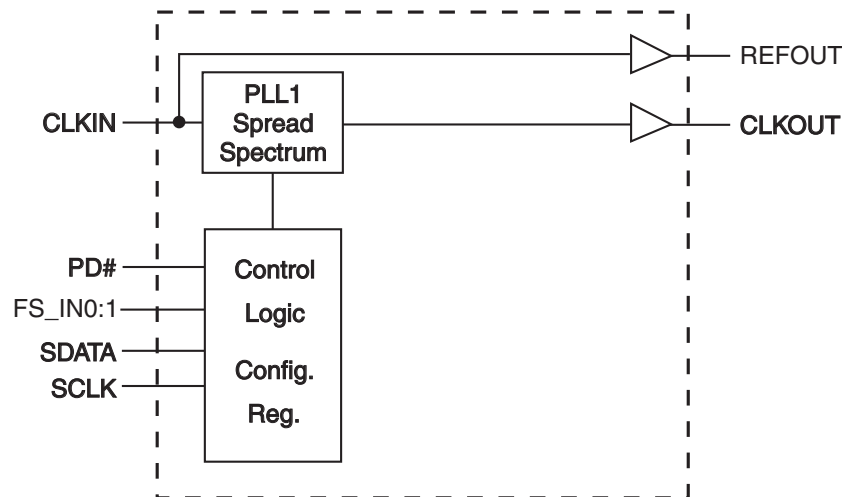 REFOUT
PLL1
Spread
Spectrum
CLKIN
CLKOUT
PD#
FS_IN0:1
SDATA
SCLK
Control
Logic
Config.
Reg.